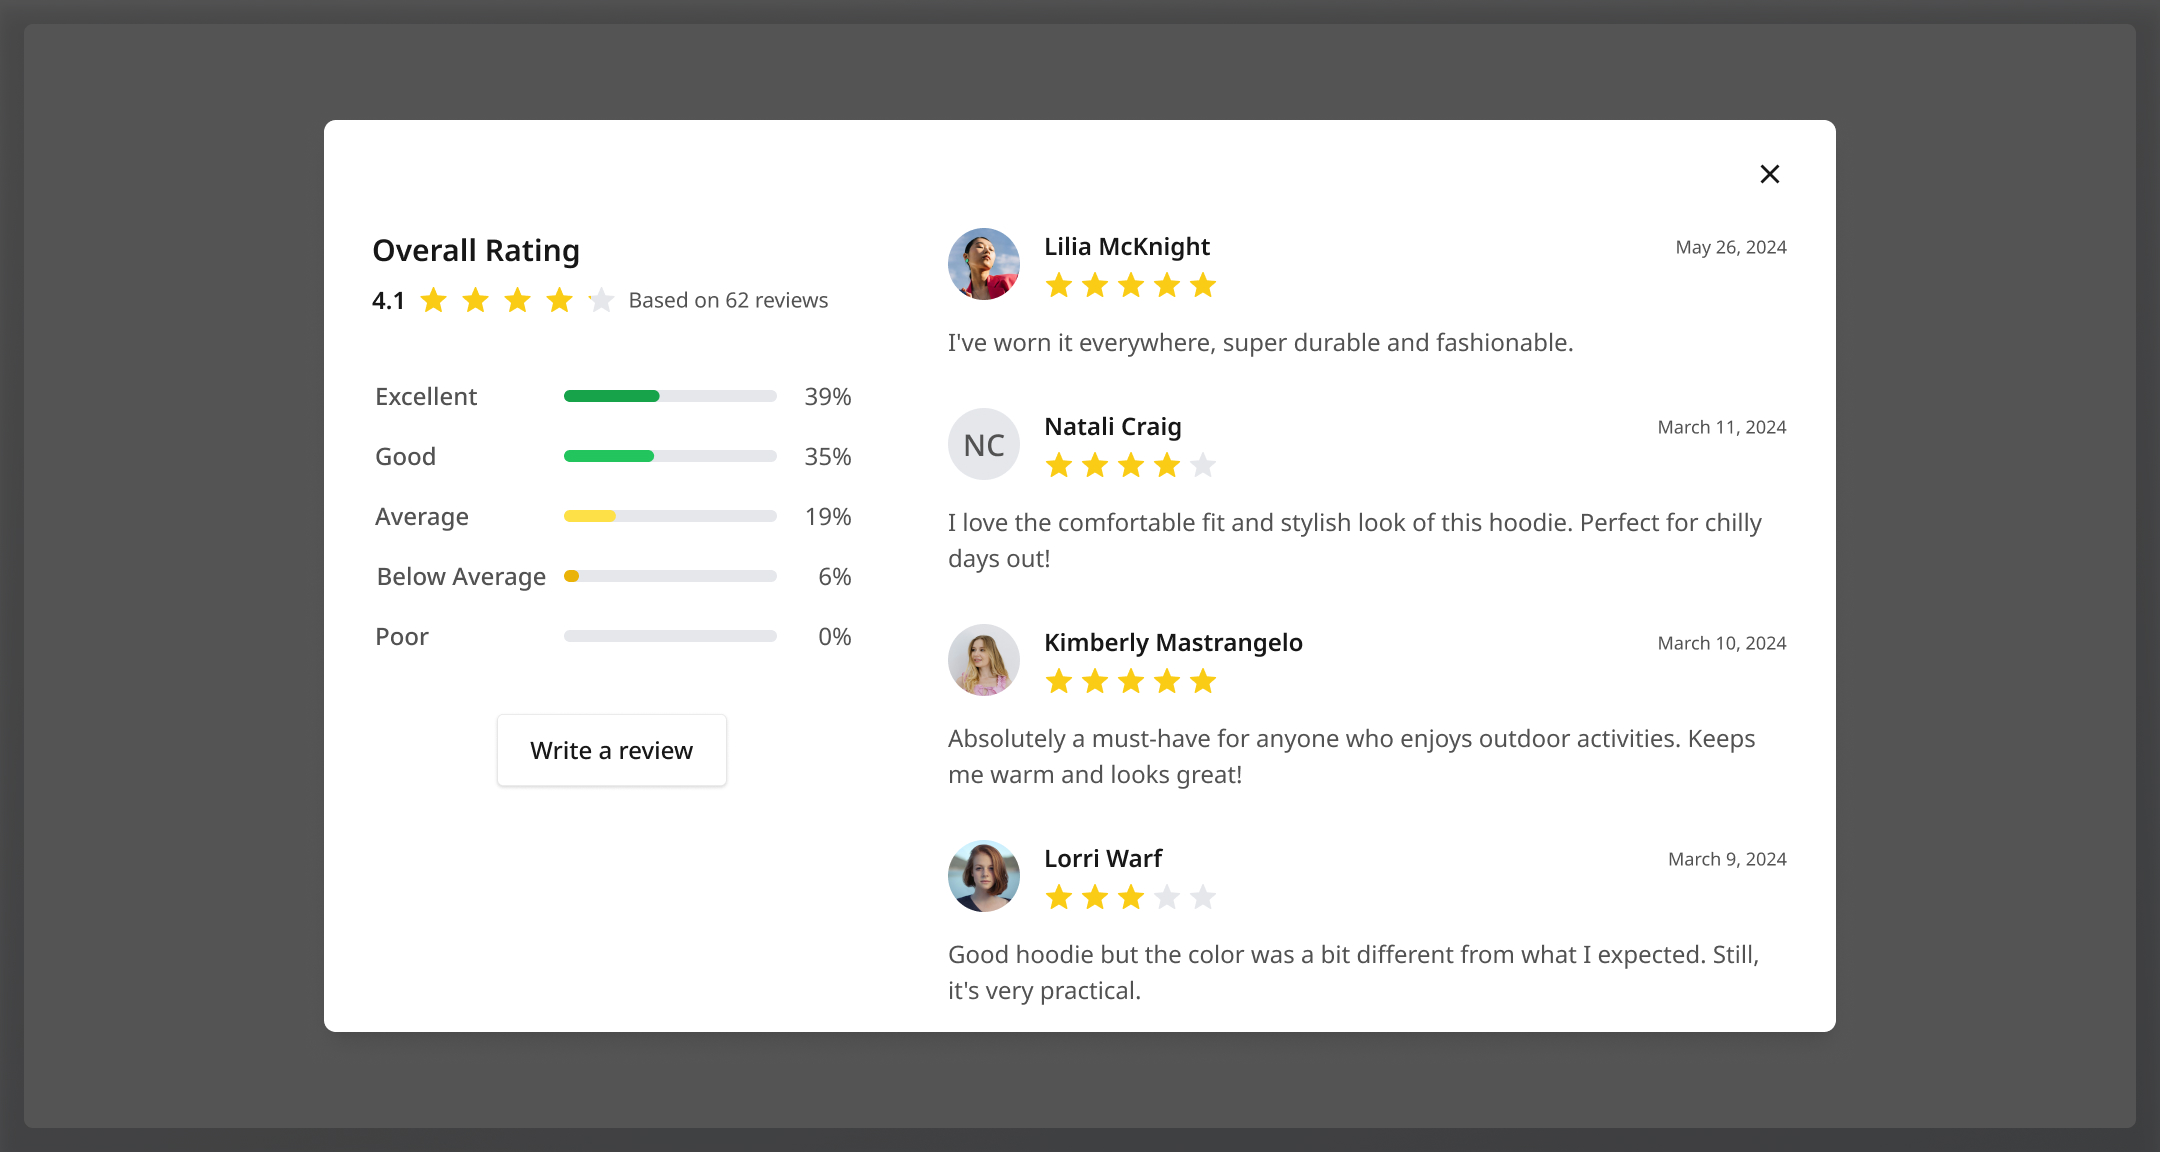 Overall Rating
4.1 Based on 62 reviews
Excellent 39%
Good 35%
Average 19%
Below Average 6%
Poor 0%
Write a review
Lilia McKnight May 26, 2024
I've worn it everywhere, super durable and fashionable.
NC Natali Craig March 11, 2024
I love the comfortable fit and stylish look of this hoodie. Perfect for chilly
days out!
Kimberly Mastrangelo March 10, 2024
Absolutely a must-have for anyone who enjoys outdoor activities. Keeps
me warm and looks great!
Lorri Warf March 9, 2024
Good hoodie but the color was a bit different from what I expected. Still,
it's very practical.